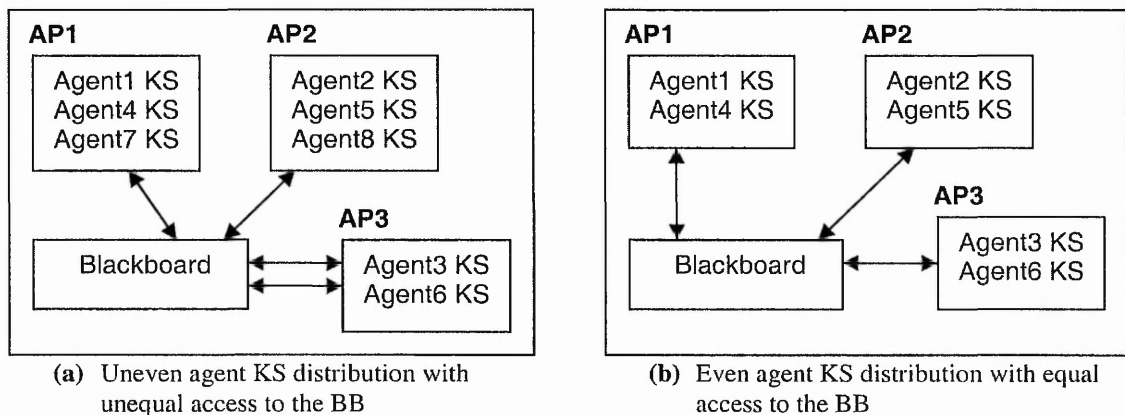 AP1
Agent1 KS
Agent4 KS
Agent7 KS
AP2
Agent2 KS
Agent5 KS
Agent8 KS
AP3
Agent3 KS
Agent6 KS
Blackboard
(a) Uneven agent KS distribution with
unequal access to the BB
AP1
Agent1 KS
Agent4 KS
AP2
Agent2 KS
Agent5 KS
AP3
Agent3 KS
Agent6 KS
Blackboard
(b) Even agent KS distribution with equal
access to the BB